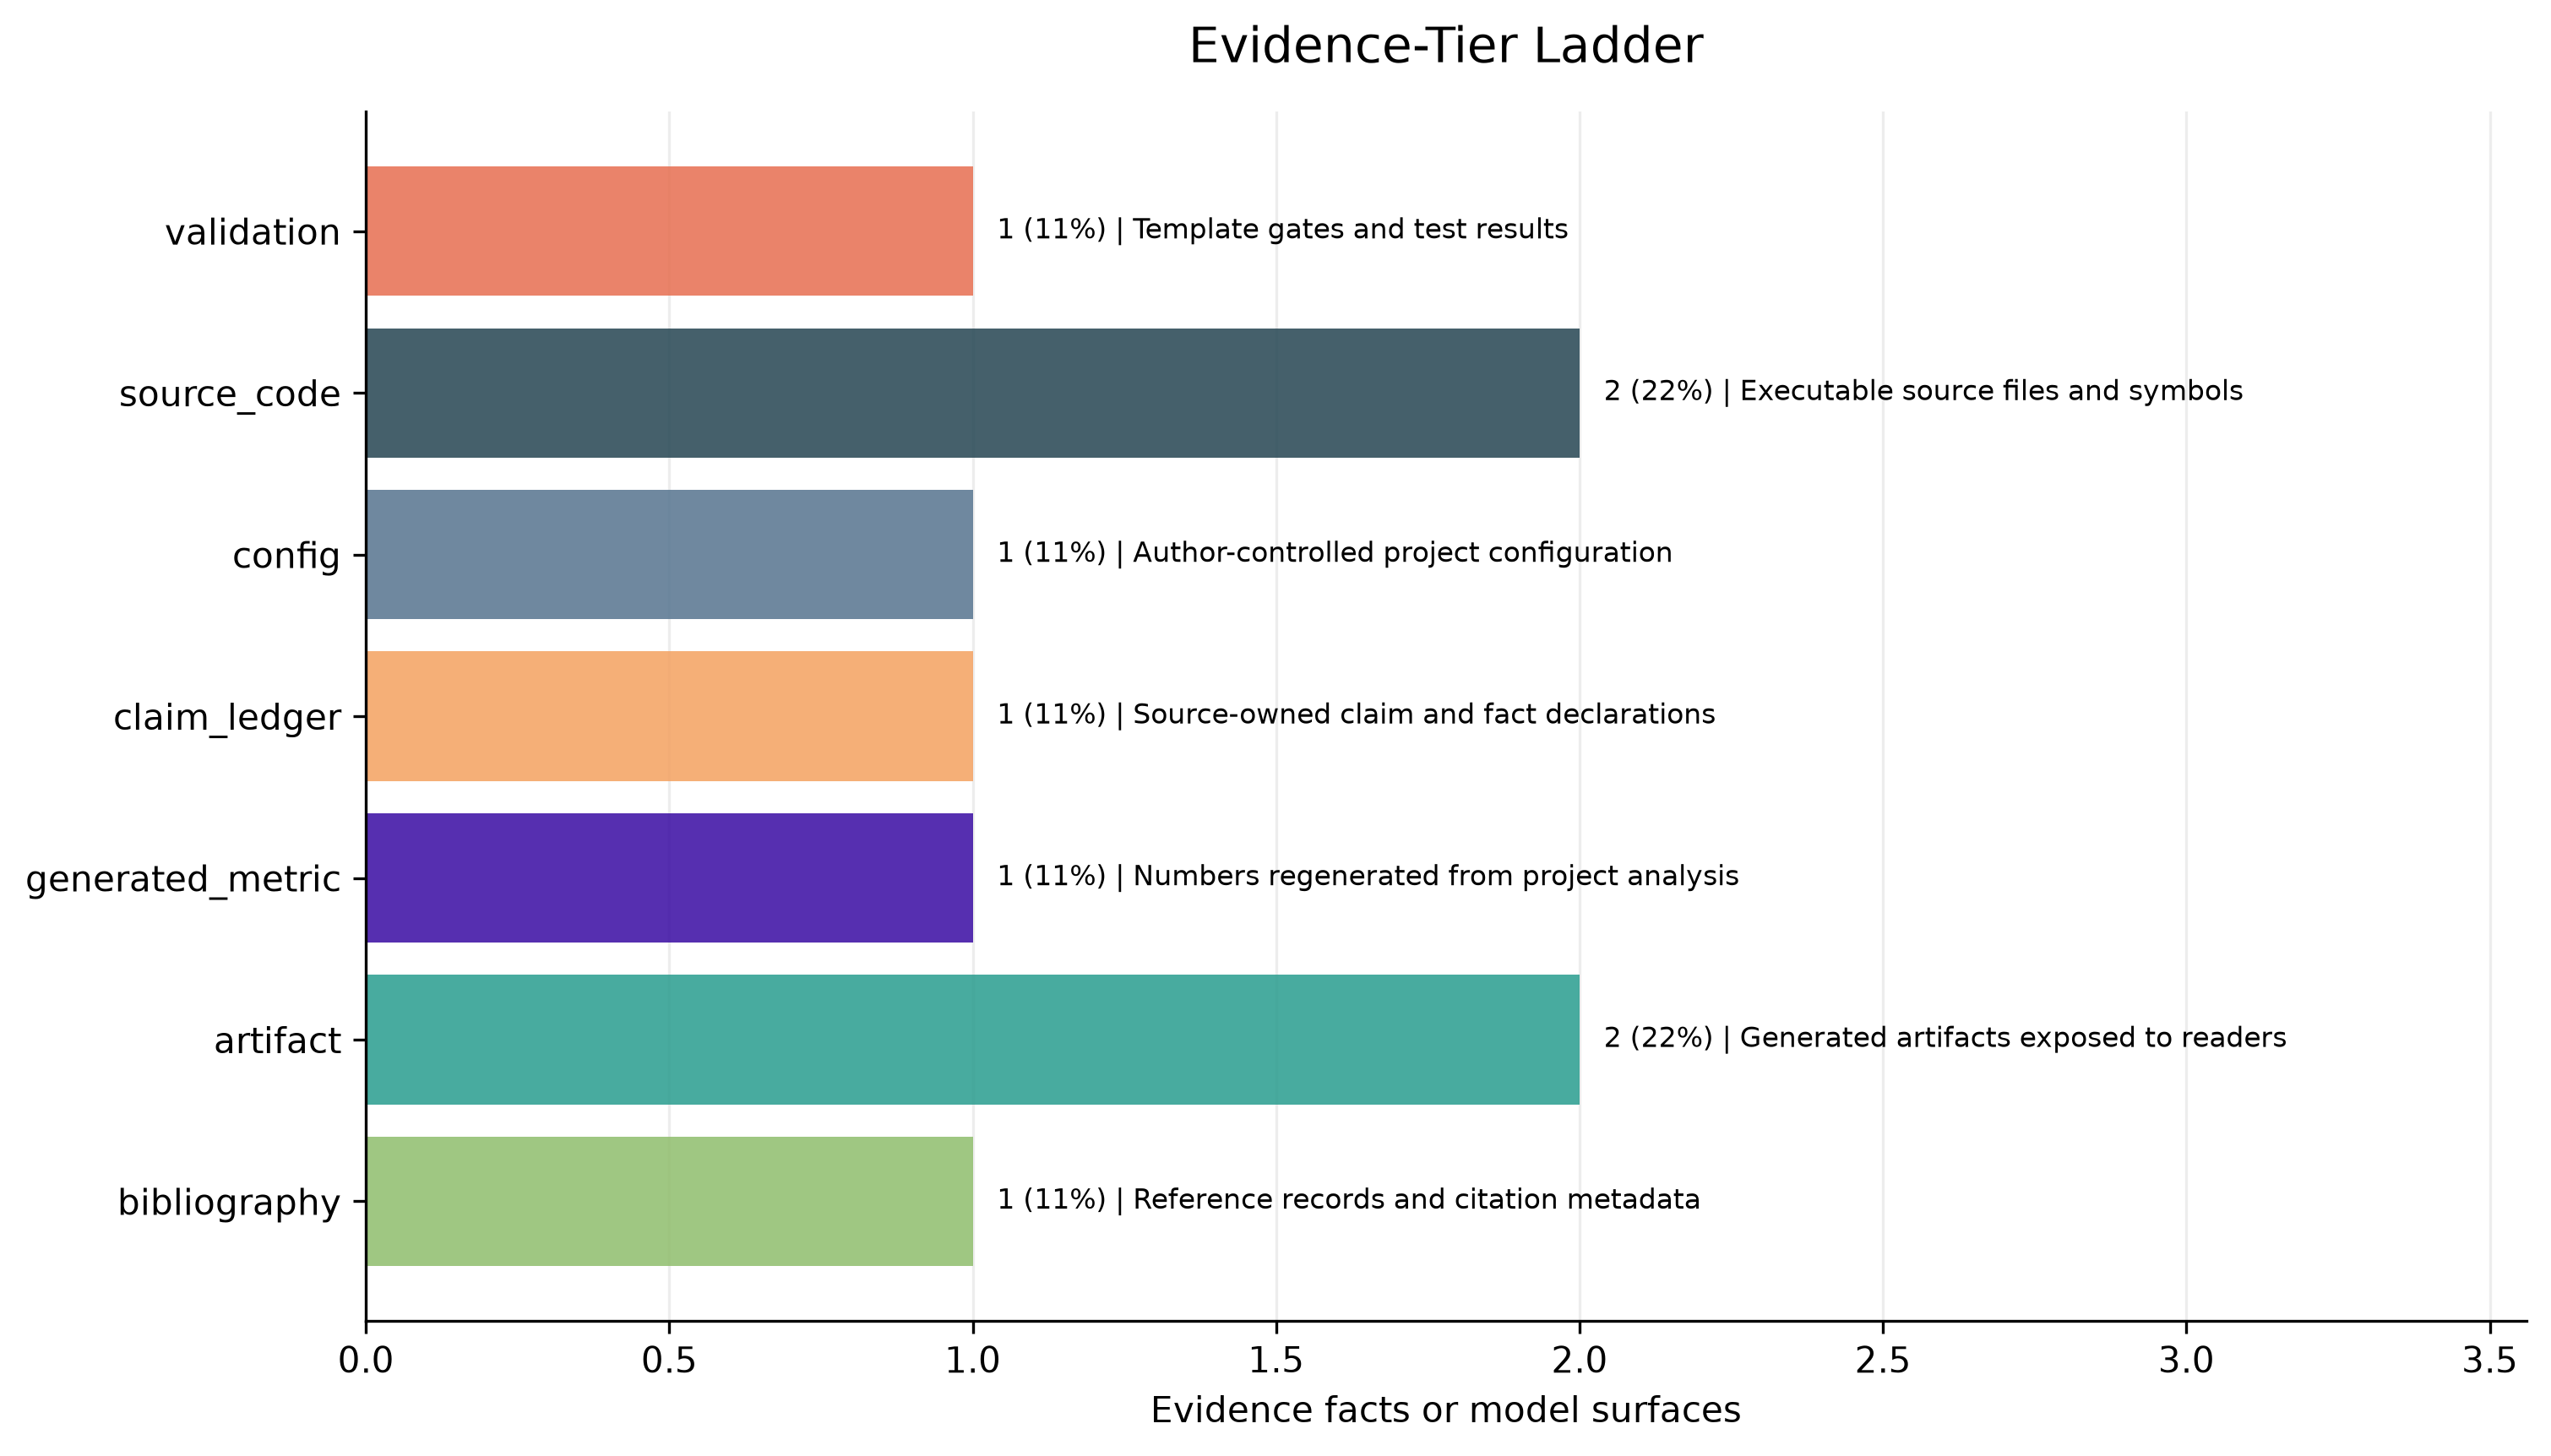 Evidence-Tier Ladder
validation
1 (11%) | Template gates and test results
source_code
2 (22%) | Executable source files and symbols
config
1 (11%) | Author-controlled project configuration
claim_ledger
1 (11%) | Source-owned claim and fact declarations
generated_metric
1 (11%) | Numbers regenerated from project analysis
artifact
2 (22%) | Generated artifacts exposed to readers
bibliography
1 (11%) | Reference records and citation metadata
0.0 0.5 1.0 1.5 2.0 2.5 3.0 3.5
Evidence facts or model surfaces